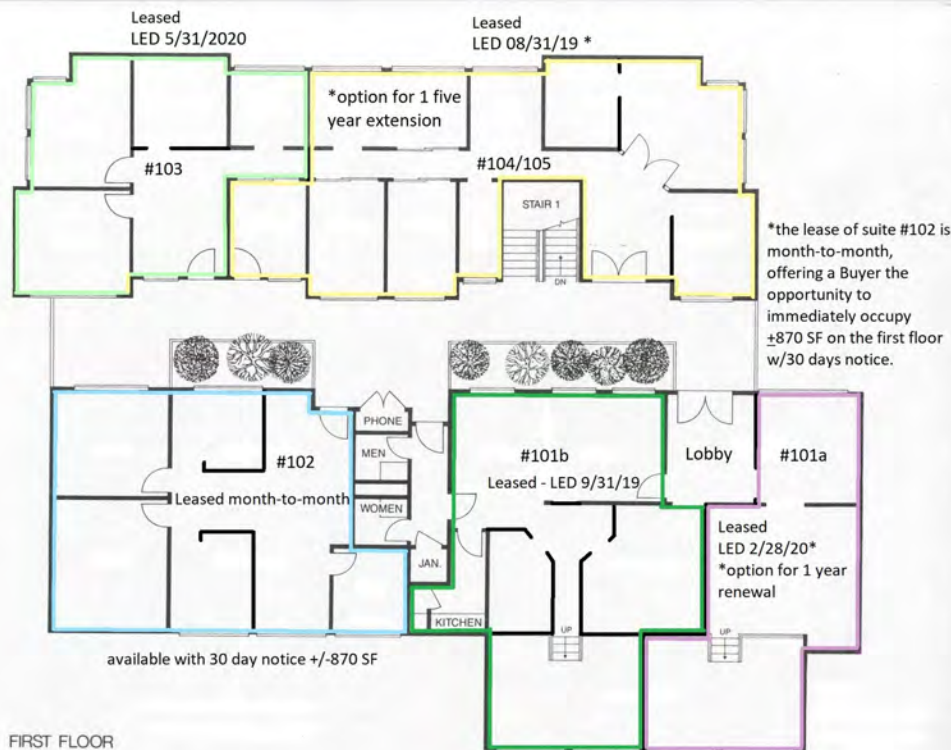 Leased
LED 5/31/2020
Leased
LED 08/31/19 *
*option for 1 five
year extension
#103
#104/105
STAIR 1
DN
*the lease of suite #102 is
month-to-month,
offering a Buyer the
opportunity to
immediately occupy
±870 SF on the first floor
w/30 days notice.
PHONE
MEN
WOMEN
JAN.
KITCHEN
#102
Leased month-to-month
#101b
Leased - LED 9/31/19
Lobby
#101a
Leased
LED 2/28/20*
*option for 1 year
renewal
UP
UP
available with 30 day notice +/-870 SF
FIRST FLOOR